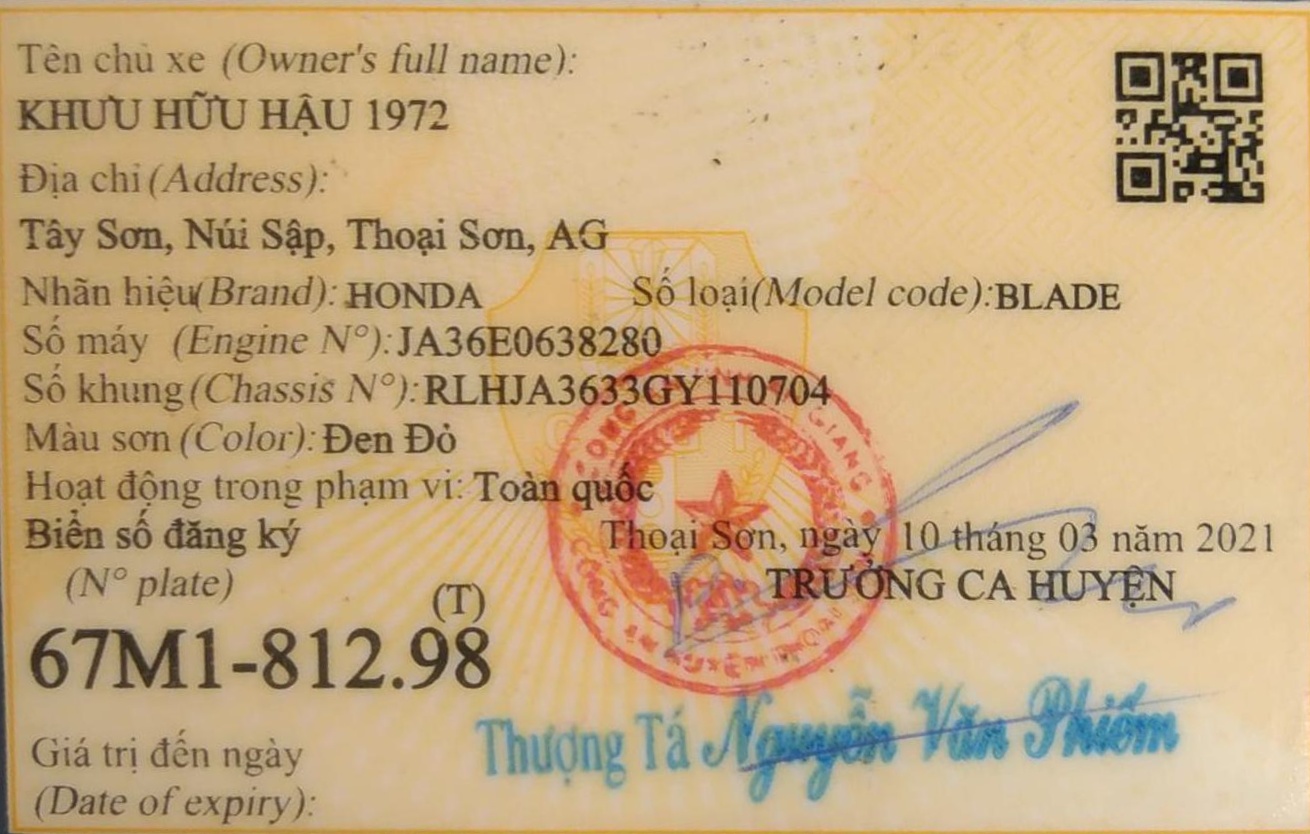 Tên chủ xe (Owner's full name):
KHƯU HỮU HẬU 1972
Địa chỉ (Address):
Tây Sơn, Núi Sập, Thoại Sơn, AG
Nhãn hiệu(Brand): HONDA Số loại(Model code):BLADE
Số máy (Engine N°):JA36E0638280
Số khung(Chassis N°):RLHJA3633GY110704
Màu sơn (Color): Đen Đỏ
Hoạt động trong phạm vi: Toàn quốc
Biển số đăng ký Thoại Sơn, ngày 10 tháng 03 năm 2021
(N° plate) TRƯỞNG CA HUYỆN
(T)
67M1-812.98
Thượng Tá Nguyễn Văn Phiếm
Giá trị đến ngày
(Date of expiry):